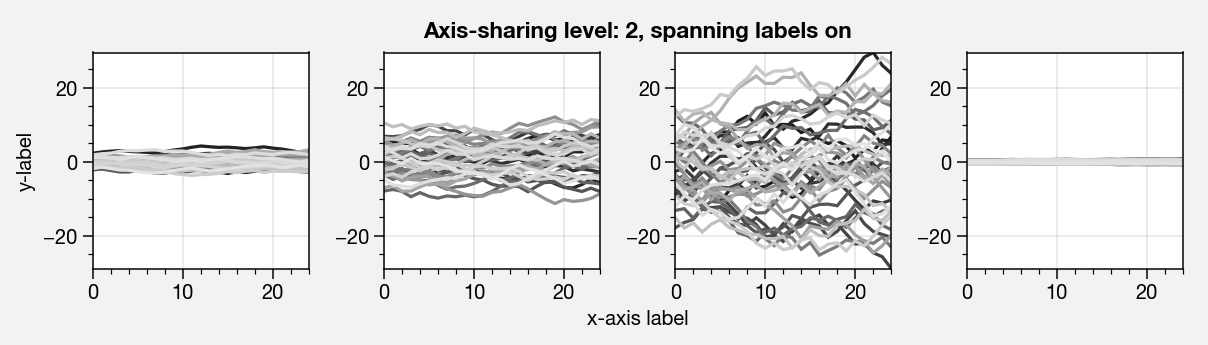 Axis-sharing level: 2, spanning labels on
20 20 20 20
0 0 0 0
−20 −20 −20 −20
y-label
0 10 20 0 10 20 0 10 20 0 10 20
x-axis label